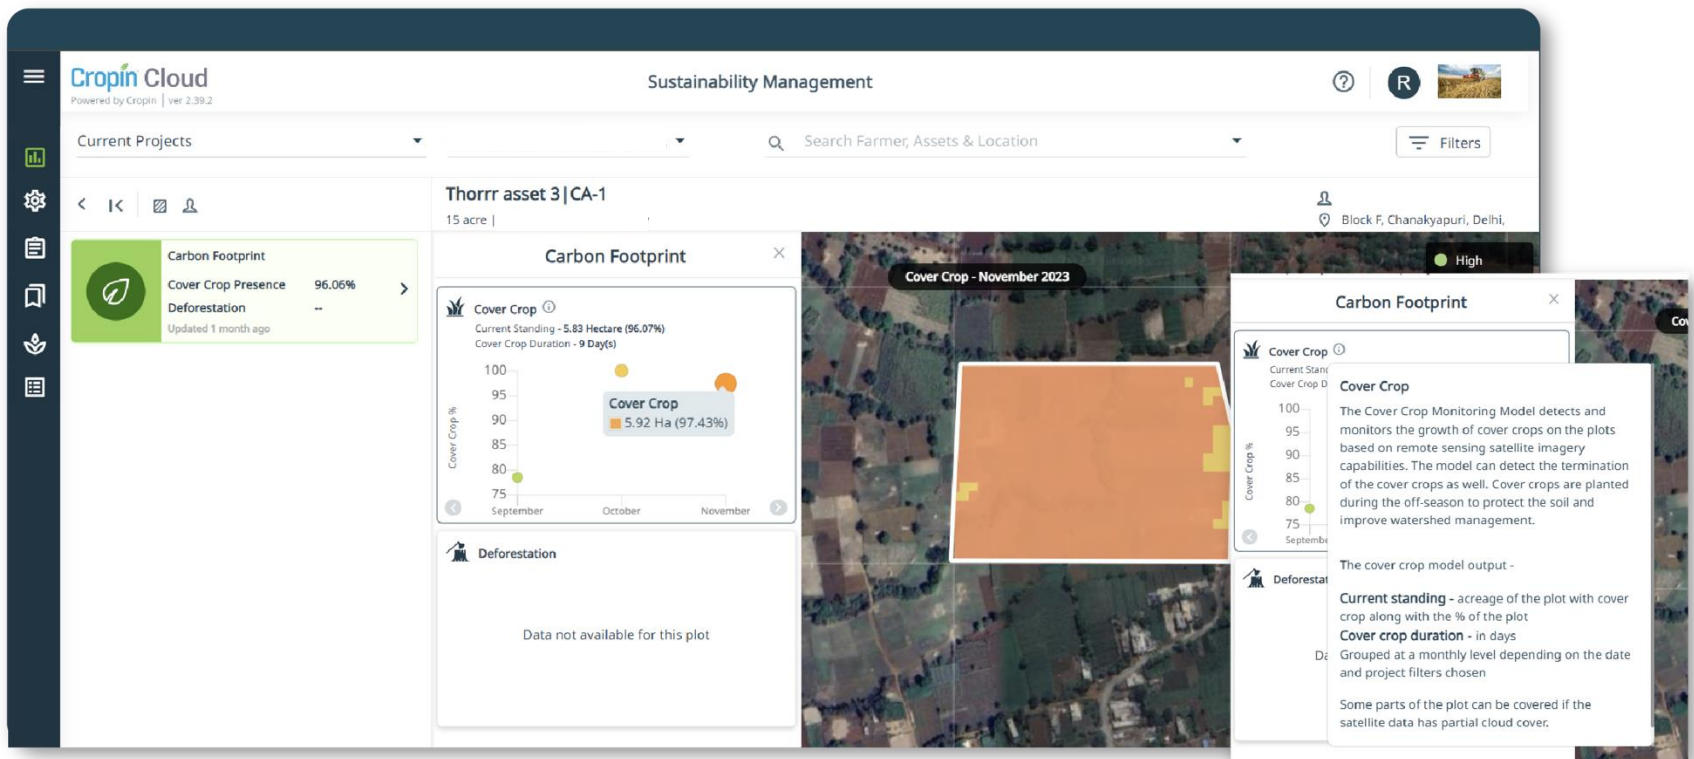 Cropin Cloud
Powered by Cropin | ver 2.39.2
Sustainability Management
R
Current Projects
Search Farmer, Assets & Location
Filters
Thorrr asset 3|CA-1
15 acre |
Block F, Chanakyapuri, Delhi,
Carbon Footprint
Cover Crop Presence 96.06%
Deforestation --
Updated 1 month ago
Carbon Footprint
Cover Crop
Current Standing - 5.83 Hectare (96.07%)
Cover Crop Duration - 9 Day(s)
Cover Crop %
100
95
90
85
80
75
September
October
November
Cover Crop
5.92 Ha (97.43%)
Deforestation
Data not available for this plot
Cover Crop - November 2023
High
Carbon Footprint
Cover Crop
Current Stand
Cover Crop D
Cover Crop %
100
95
90
85
80
75
Septembe
Deforestat
Da
Cov
Cover Crop
The Cover Crop Monitoring Model detects and
monitors the growth of cover crops on the plots
based on remote sensing satellite imagery
capabilities. The model can detect the termination
of the cover crops as well. Cover crops are planted
during the off-season to protect the soil and
improve watershed management.
The cover crop model output -
Current standing - acreage of the plot with cover
crop along with the % of the plot
Cover crop duration - in days
Grouped at a monthly level depending on the date
and project filters chosen
Some parts of the plot can be covered if the
satellite data has partial cloud cover.